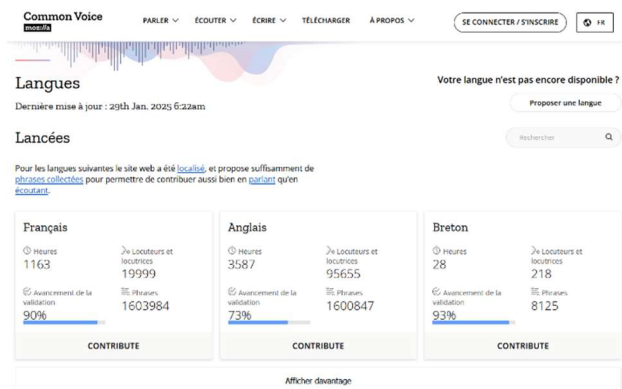 Common Voice
moz://a
PARLER
ÉCOUTER
ÉCRIRE
TÉLÉCHARGER
À PROPOS
SE CONNECTER / S'INSCRIRE
FR
Langues
Votre langue n'est pas encore disponible ?
Dernière mise à jour : 29th Jan. 2025 6:22am
Proposer une langue
Lancées
Rechercher
Pour les langues suivantes le site web a été localisé, et propose suffisamment de
phrases collectées pour permettre de contribuer aussi bien en parlant qu'en
écoutant.
Français
Heures
1163
Locuteurs et
locutrices
19999
Avancement de la
validation
90%
Phrases
1603984
CONTRIBUTE
Anglais
Heures
3587
Locuteurs et
locutrices
95655
Avancement de la
validation
73%
Phrases
1600847
CONTRIBUTE
Breton
Heures
28
Locuteurs et
locutrices
218
Avancement de la
validation
93%
Phrases
8125
CONTRIBUTE
Afficher davantage